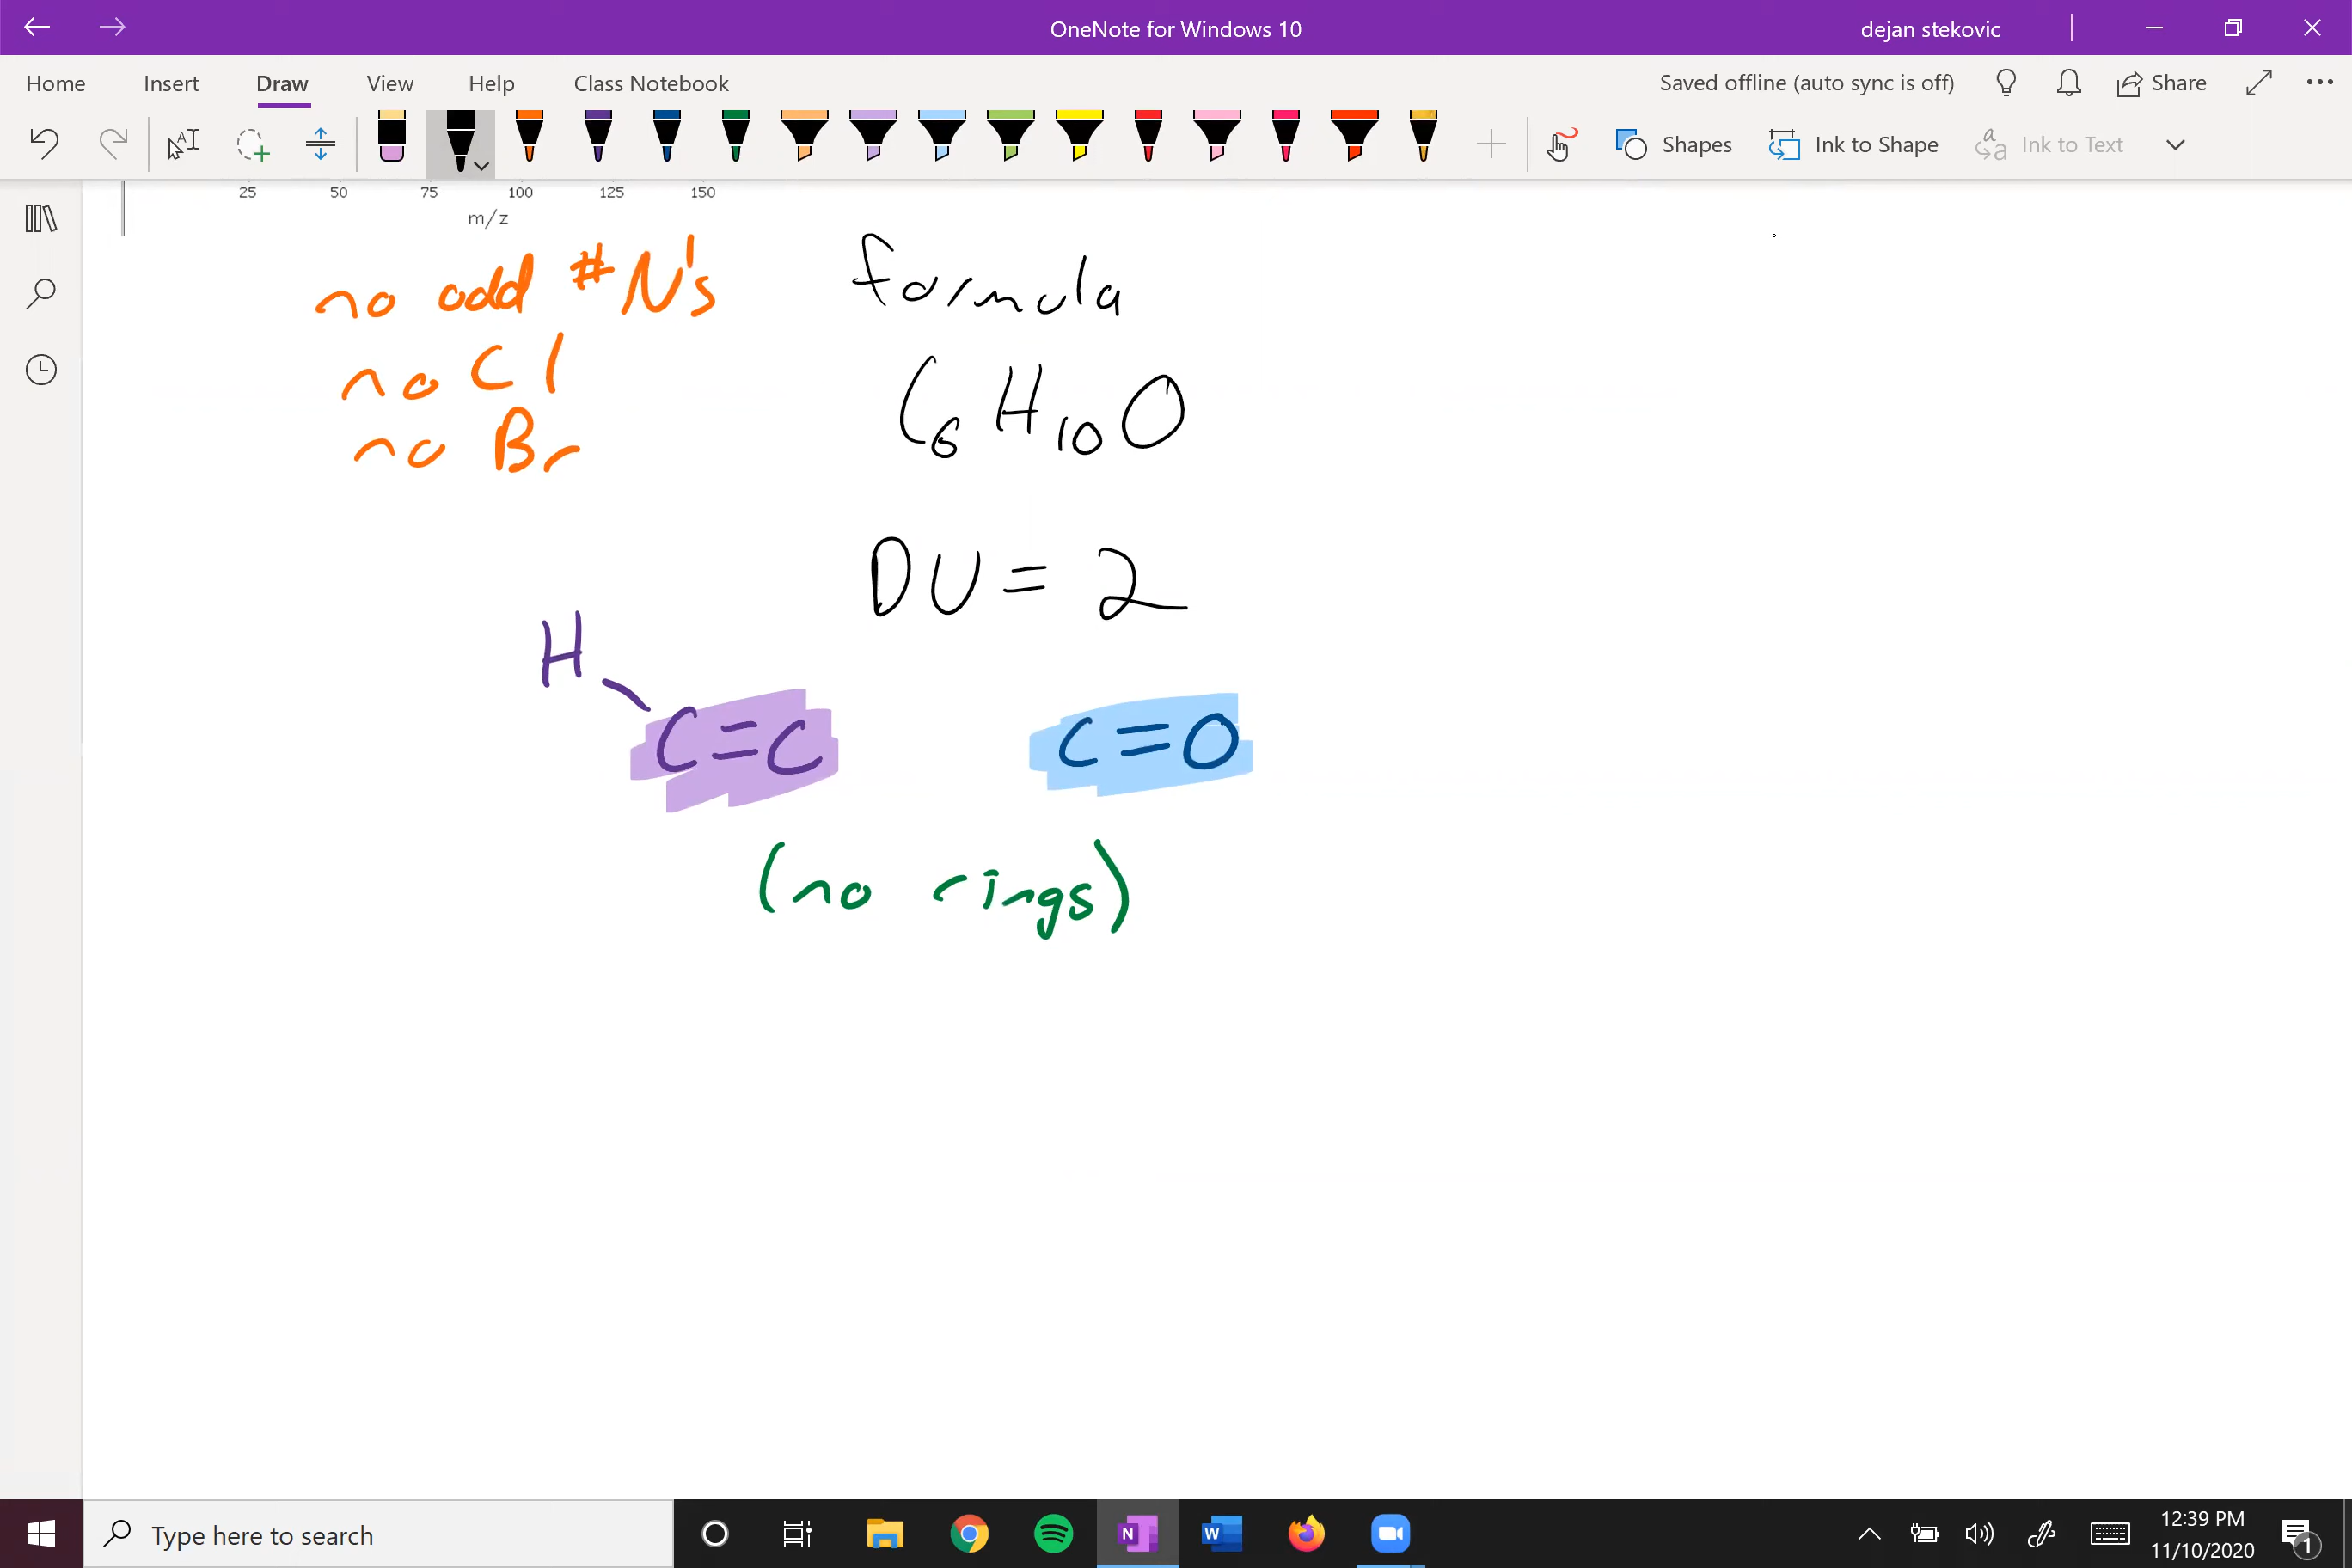 OneNote for Windows 10
dejan stekovic
Home Insert Draw View Help Class Notebook
Saved offline (auto sync is off) Share
Shapes Ink to Shape Ink to Text
25 50 75 100 125 150
m/z
no odd # N's
no Cl
no Br
formula
C₆H₁₀O
DU = 2
H
C=C C=O
(no rings)
Type here to search
N W
12:39 PM
11/10/2020
1